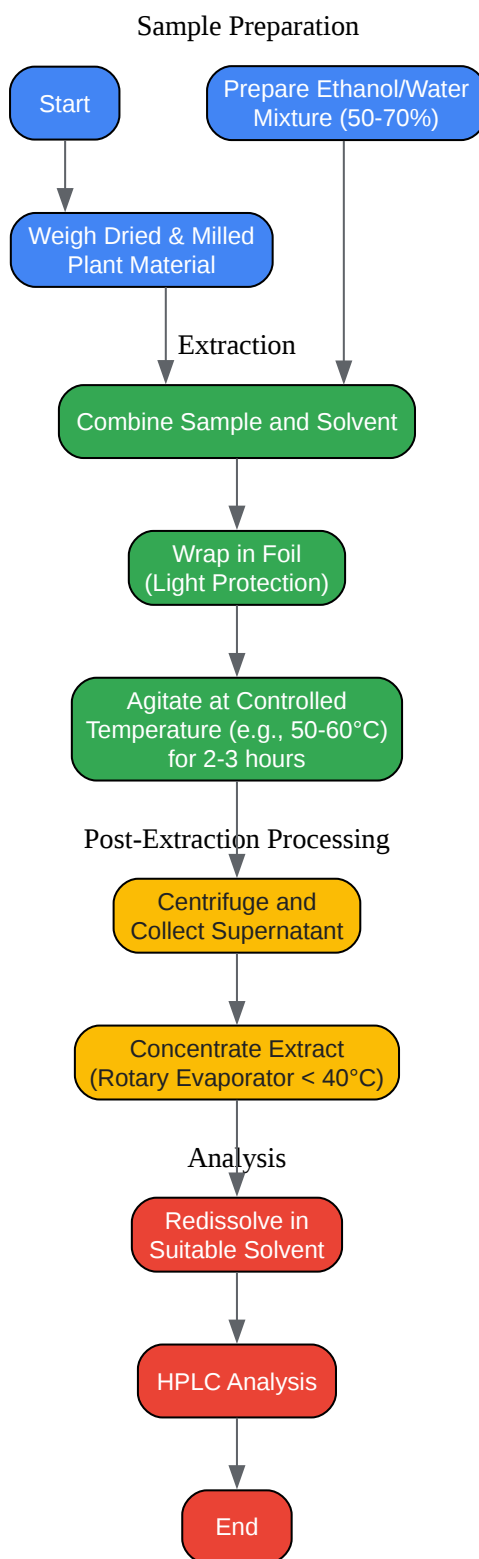 Sample Preparation
Start
Prepare Ethanol/Water
Mixture (50-70%)
Weigh Dried & Milled
Plant Material
Extraction
Combine Sample and Solvent
Wrap in Foil
(Light Protection)
Agitate at Controlled
Temperature (e.g., 50-60°C)
for 2-3 hours
Post-Extraction Processing
Centrifuge and
Collect Supernatant
Concentrate Extract
(Rotary Evaporator < 40°C)
Analysis
Redissolve in
Suitable Solvent
HPLC Analysis
End